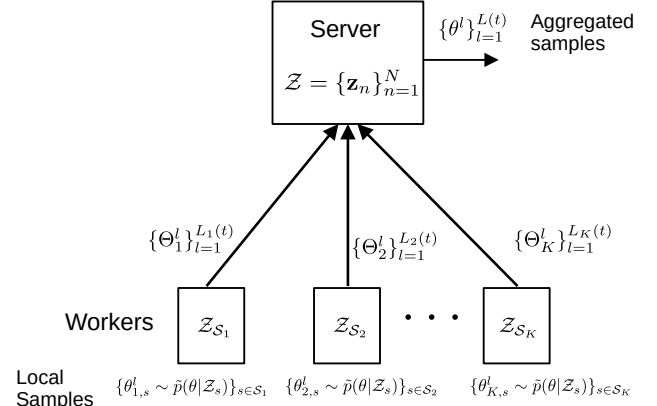 Server
$\mathcal{Z} = \{\mathbf{z}_n\}_{n=1}^{N}$
$\{\theta^l\}_{l=1}^{L(t)}$
Aggregated
samples
$\{\Theta_1^l\}_{l=1}^{L_1(t)}$
$\{\Theta_2^l\}_{l=1}^{L_2(t)}$
$\{\Theta_K^l\}_{l=1}^{L_K(t)}$
Workers
$\mathcal{Z}_{\mathcal{S}_1}$
$\mathcal{Z}_{\mathcal{S}_2}$
• • •
$\mathcal{Z}_{\mathcal{S}_K}$
Local
Samples
$\{\theta_{1,s}^l \sim \tilde{p}(\theta|\mathcal{Z}_s)\}_{s\in\mathcal{S}_1}$
$\{\theta_{2,s}^l \sim \tilde{p}(\theta|\mathcal{Z}_s)\}_{s\in\mathcal{S}_2}$
$\{\theta_{K,s}^l \sim \tilde{p}(\theta|\mathcal{Z}_s)\}_{s\in\mathcal{S}_K}$